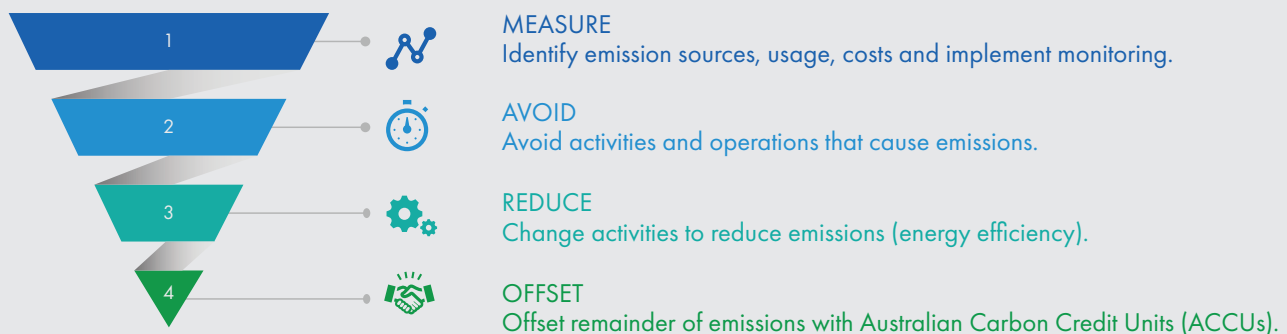 1
MEASURE
Identify emission sources, usage, costs and implement monitoring.
2
AVOID
Avoid activities and operations that cause emissions.
3
REDUCE
Change activities to reduce emissions (energy efficiency).
4
OFFSET
Offset remainder of emissions with Australian Carbon Credit Units (ACCUs)